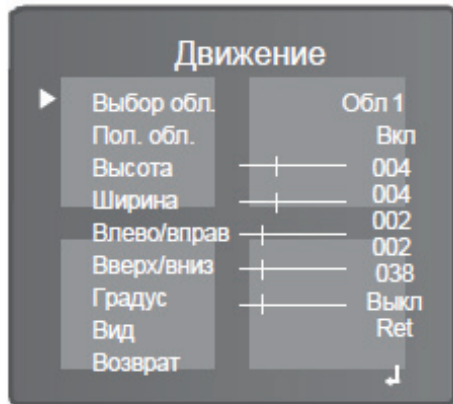 Движение
Выбор обл. Обл 1
Пол. обл. Вкл
Высота 004
Ширина 004
Влево/вправ 002
Вверх/вниз 002
Градус 038
Вид Выкл
Возврат Ret